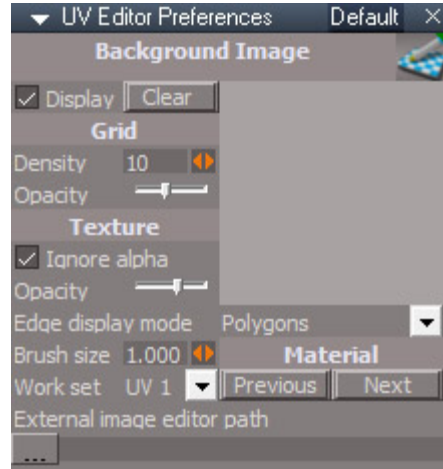 UV Editor Preferences Default
Background Image
Display Clear
Grid
Density 10
Opacity
Texture
Ignore alpha
Opacity
Edge display mode Polygons
Brush size 1.000 Material
Work set UV 1 Previous Next
External image editor path
...